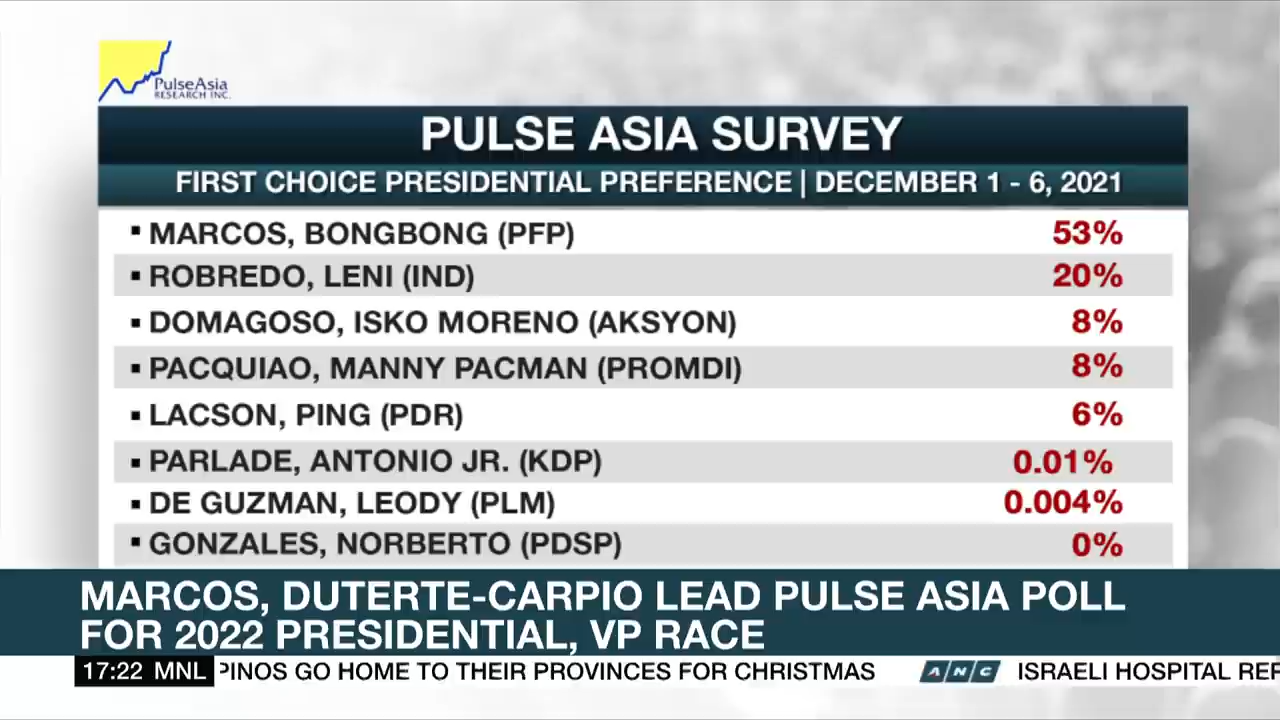 PulseAsia
RESEARCH INC.
PULSE ASIA SURVEY
FIRST CHOICE PRESIDENTIAL PREFERENCE | DECEMBER 1 - 6, 2021
▪ MARCOS, BONGBONG (PFP) 53%
▪ ROBREDO, LENI (IND) 20%
▪ DOMAGOSO, ISKO MORENO (AKSYON) 8%
▪ PACQUIAO, MANNY PACMAN (PROMDI) 8%
▪ LACSON, PING (PDR) 6%
▪ PARLADE, ANTONIO JR. (KDP) 0.01%
▪ DE GUZMAN, LEODY (PLM) 0.004%
▪ GONZALES, NORBERTO (PDSP) 0%
MARCOS, DUTERTE-CARPIO LEAD PULSE ASIA POLL
FOR 2022 PRESIDENTIAL, VP RACE
17:22 MNL PINOS GO HOME TO THEIR PROVINCES FOR CHRISTMAS ANC ISRAELI HOSPITAL REP